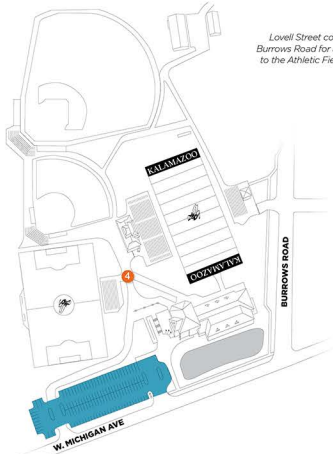 Lovell Street co
Burrows Road for
to the Athletic Fie
KALAMAZOO
KALAMAZOO
4
BURROWS ROAD
W. MICHIGAN AVE